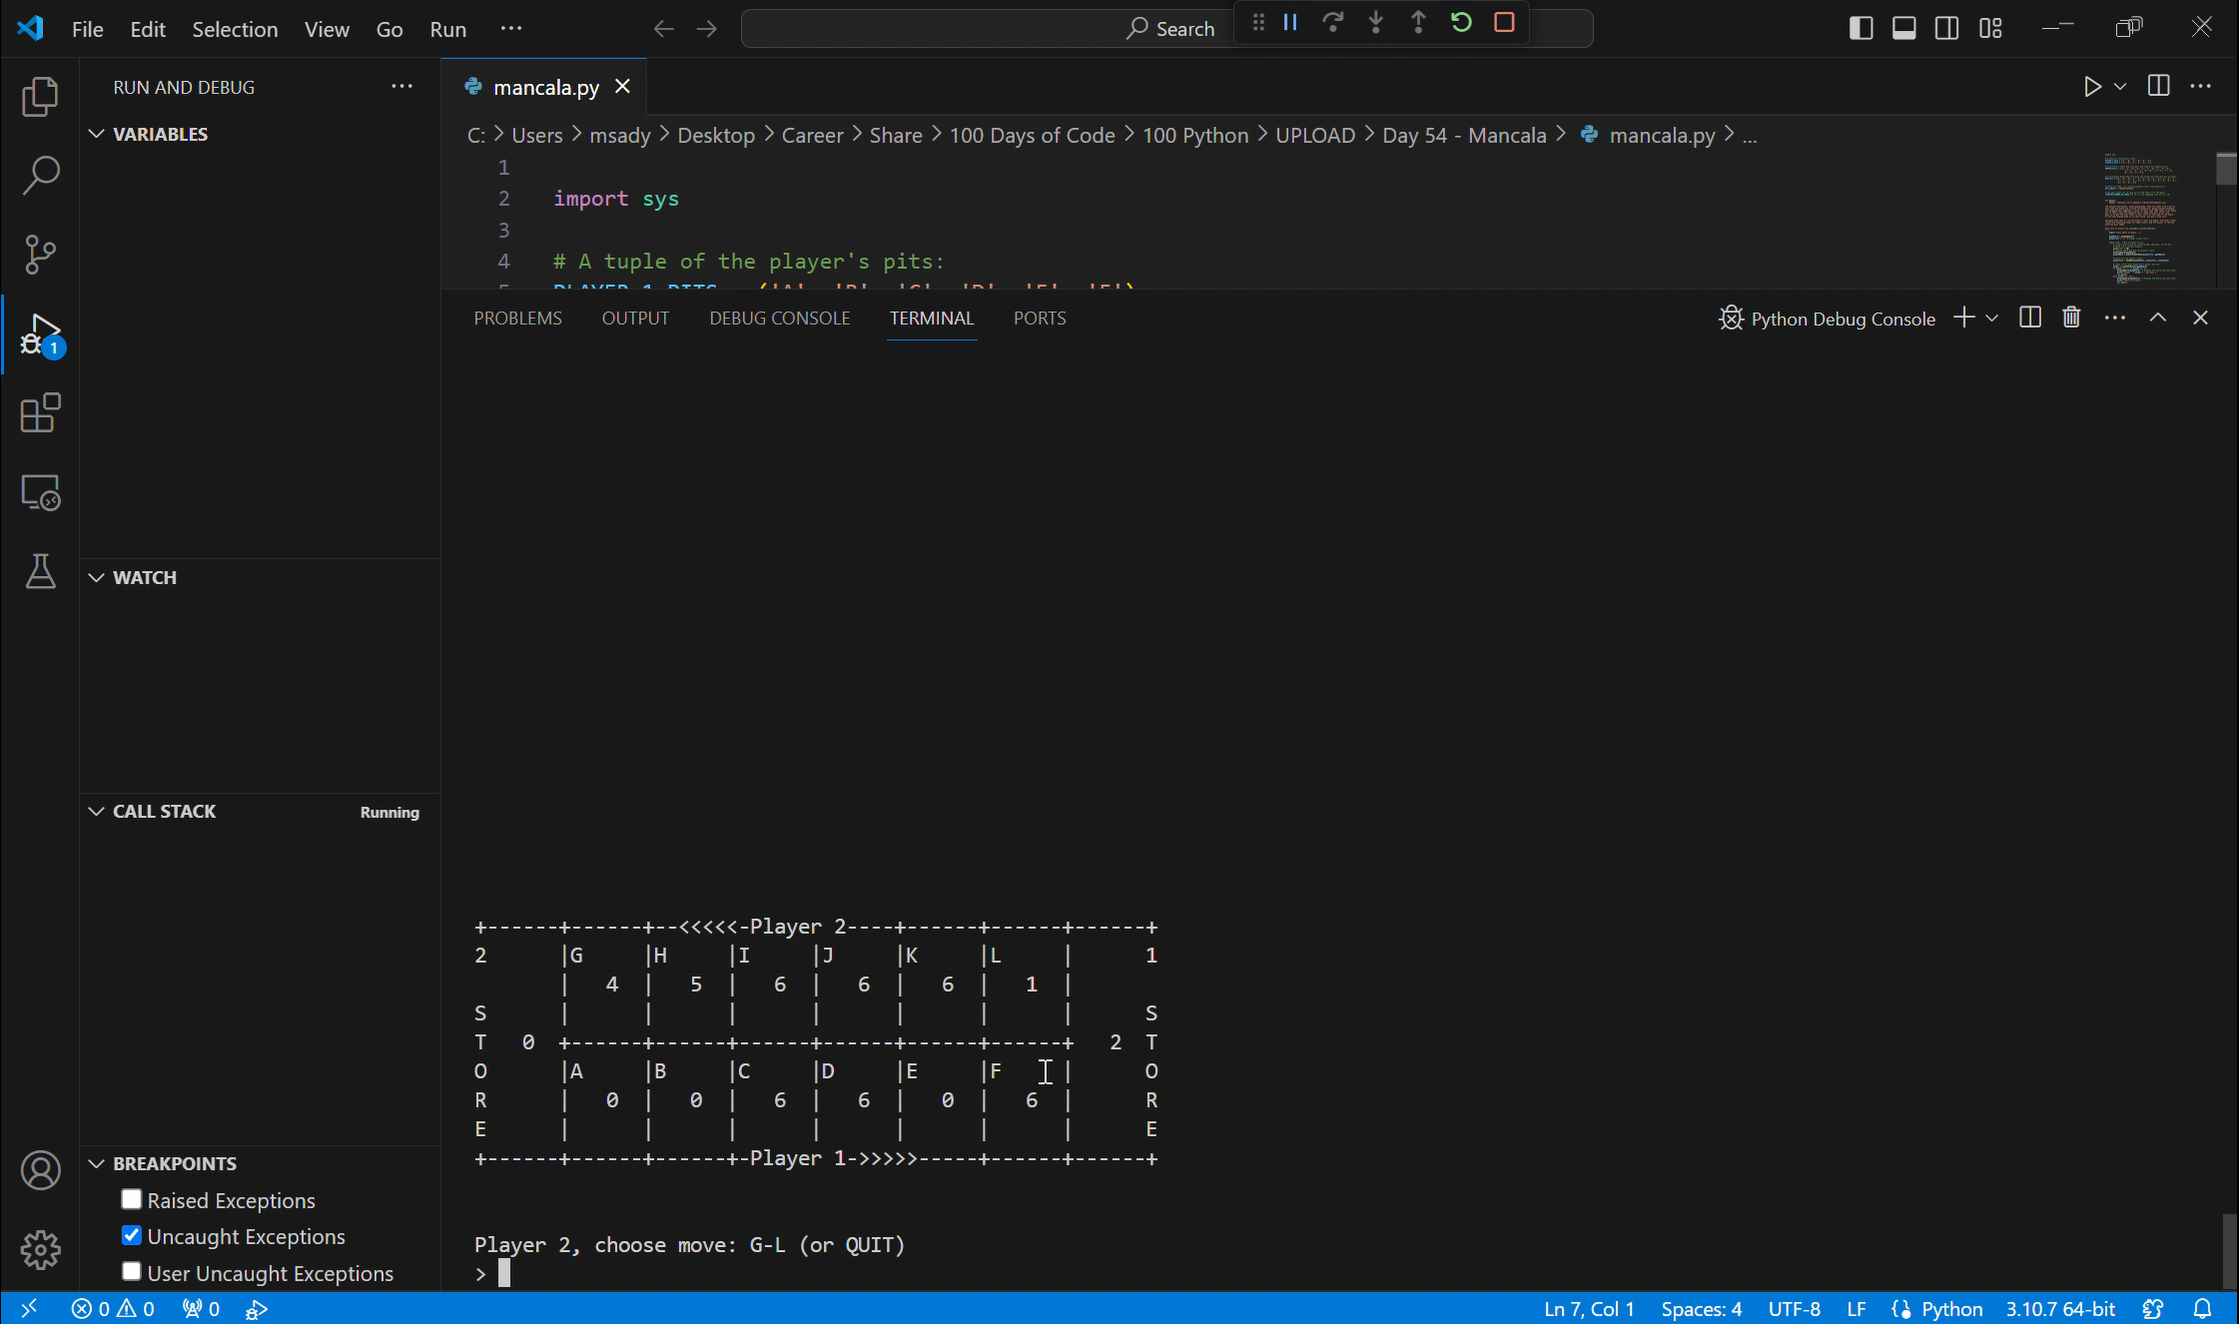 File Edit Selection View Go Run ··· Search
RUN AND DEBUG ···
VARIABLES
WATCH
CALL STACK Running
BREAKPOINTS
Raised Exceptions
Uncaught Exceptions
User Uncaught Exceptions
1
mancala.py
C: > Users > msady > Desktop > Career > Share > 100 Days of Code > 100 Python > UPLOAD > Day 54 - Mancala > mancala.py > ...
1
2 import sys
3
4 # A tuple of the player's pits:
5 PLAYER_1_PITS = ('A', 'B', 'C', 'D', 'E', 'F')
PROBLEMS OUTPUT DEBUG CONSOLE TERMINAL PORTS Python Debug Console
+------+------+--<<<<<-Player 2----+------+------+------+
2      |G     |H     |I     |J     |K     |L     |      1
       |   4  |   5  |   6  |   6  |   6  |   1  |
S      |      |      |      |      |      |      |      S
T   0  +------+------+------+------+------+------+   2  T
O      |A     |B     |C     |D     |E     |F     |      O
R      |   0  |   0  |   6  |   6  |   0  |   6  |      R
E      |      |      |      |      |      |      |      E
+------+------+------+-Player 1->>>>>-----+------+------+
Player 2, choose move: G-L (or QUIT)
>
0 0 0 Ln 7, Col 1 Spaces: 4 UTF-8 LF Python 3.10.7 64-bit